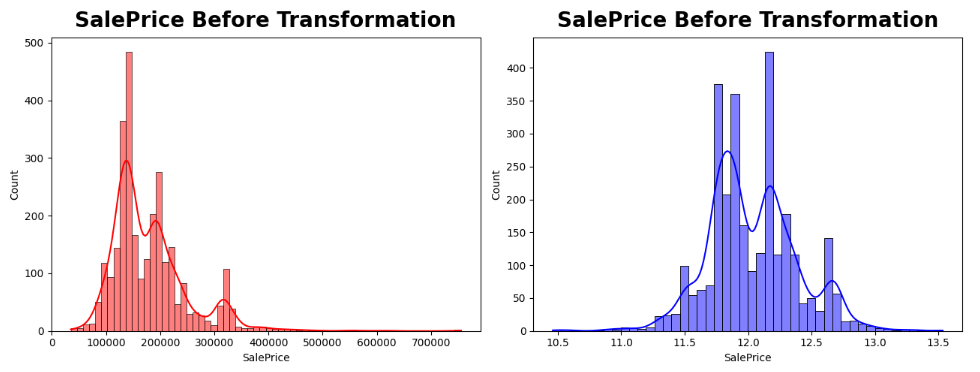 SalePrice Before Transformation
500
400
300
200
100
0
Count
0 100000 200000 300000 400000 500000 600000 700000
SalePrice
SalePrice Before Transformation
400
350
300
250
200
150
100
50
0
Count
10.5 11.0 11.5 12.0 12.5 13.0 13.5
SalePrice